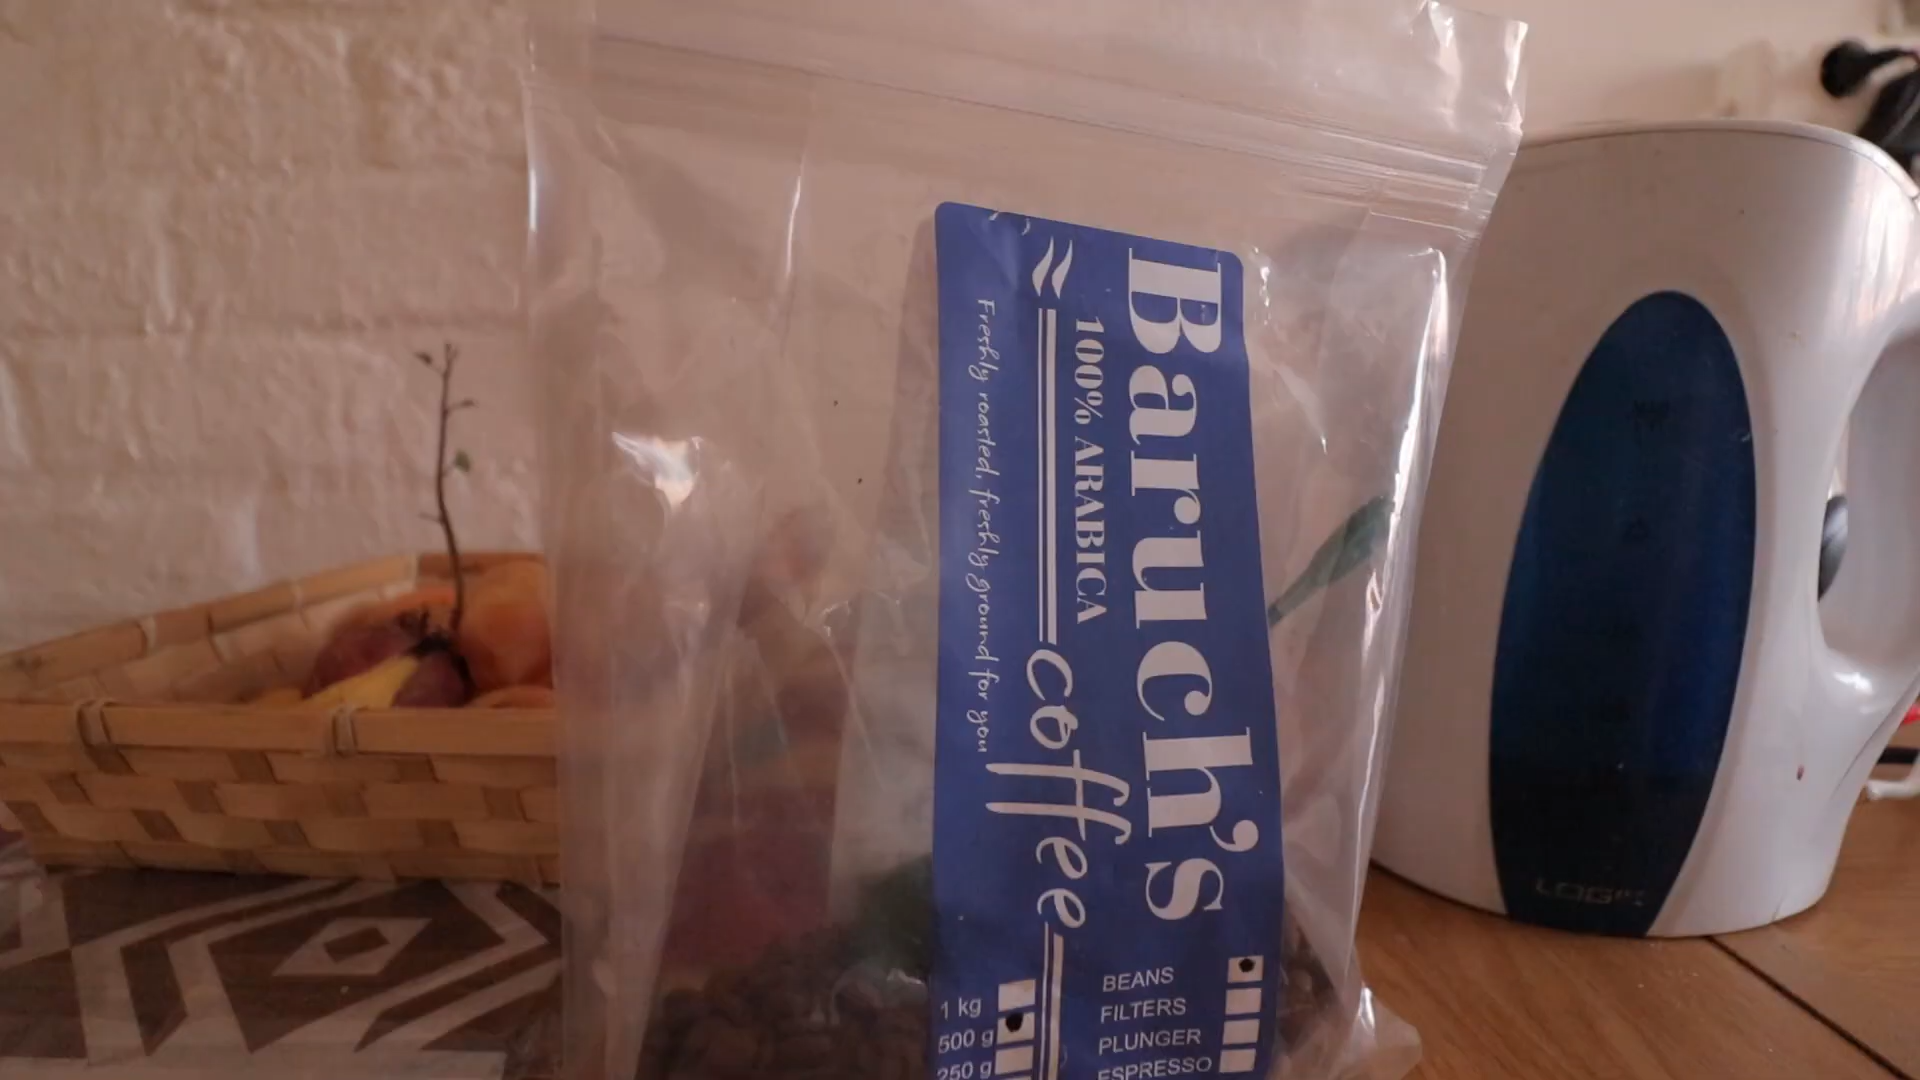 Baruch's
100% ARABICA
coffee
Freshly roasted, freshly ground for you
BEANS
FILTERS
PLUNGER
ESPRESSO
1 kg
500 g
250 g